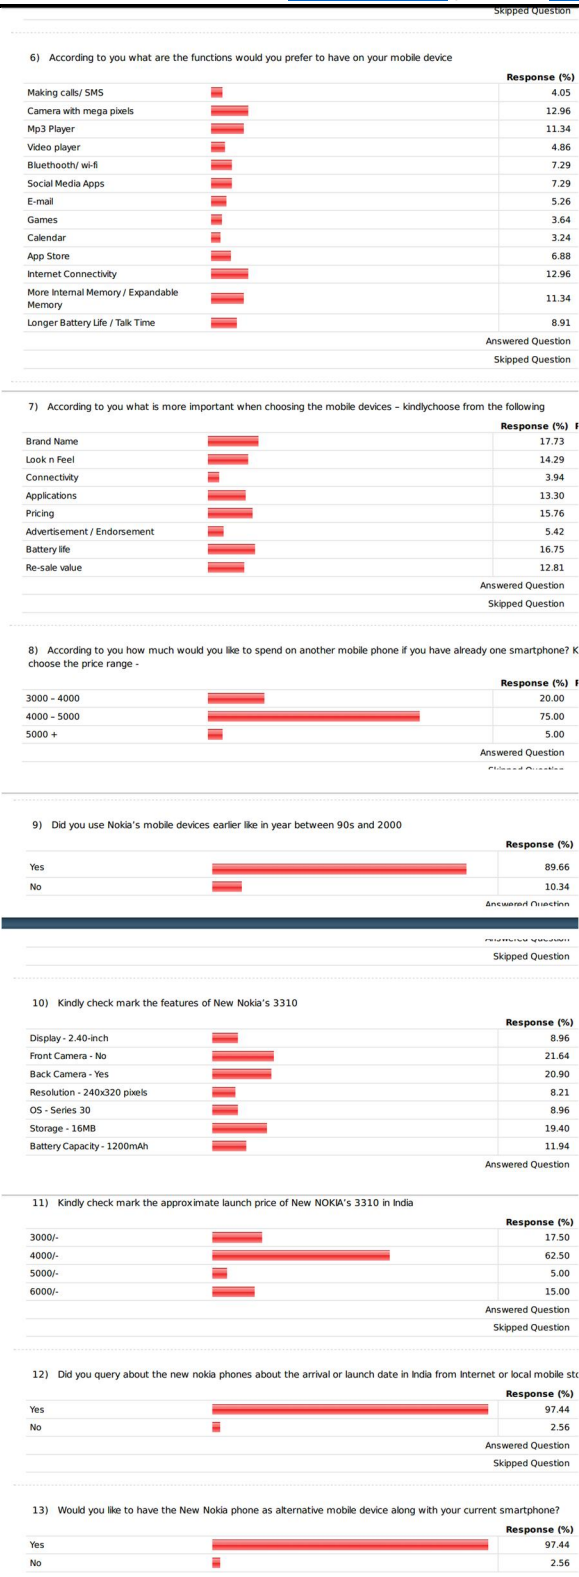 Skipped Question
6) According to you what are the functions would you prefer to have on your mobile device
Response (%)
Making calls/ SMS 4.05
Camera with mega pixels 12.96
Mp3 Player 11.34
Video player 4.86
Bluethooth/ wi-fi 7.29
Social Media Apps 7.29
E-mail 5.26
Games 3.64
Calendar 3.24
App Store 6.88
Internet Connectivity 12.96
More Internal Memory / Expandable
Memory 11.34
Longer Battery Life / Talk Time 8.91
Answered Question
Skipped Question
7) According to you what is more important when choosing the mobile devices – kindlychoose from the following
Response (%)
Brand Name 17.73
Look n Feel 14.29
Connectivity 3.94
Applications 13.30
Pricing 15.76
Advertisement / Endorsement 5.42
Battery life 16.75
Re-sale value 12.81
Answered Question
Skipped Question
8) According to you how much would you like to spend on another mobile phone if you have already one smartphone? K
choose the price range -
Response (%)
3000 – 4000 20.00
4000 – 5000 75.00
5000 + 5.00
Answered Question
Skipped Question
9) Did you use Nokia's mobile devices earlier like in year between 90s and 2000
Response (%)
Yes 89.66
No 10.34
Answered Question
Answered Question
Skipped Question
10) Kindly check mark the features of New Nokia's 3310
Response (%)
Display - 2.40-inch 8.96
Front Camera - No 21.64
Back Camera - Yes 20.90
Resolution - 240x320 pixels 8.21
OS - Series 30 8.96
Storage - 16MB 19.40
Battery Capacity - 1200mAh 11.94
Answered Question
11) Kindly check mark the approximate launch price of New NOKIA's 3310 in India
Response (%)
3000/- 17.50
4000/- 62.50
5000/- 5.00
6000/- 15.00
Answered Question
Skipped Question
12) Did you query about the new nokia phones about the arrival or launch date in India from Internet or local mobile sto
Response (%)
Yes 97.44
No 2.56
Answered Question
Skipped Question
13) Would you like to have the New Nokia phone as alternative mobile device along with your current smartphone?
Response (%)
Yes 97.44
No 2.56